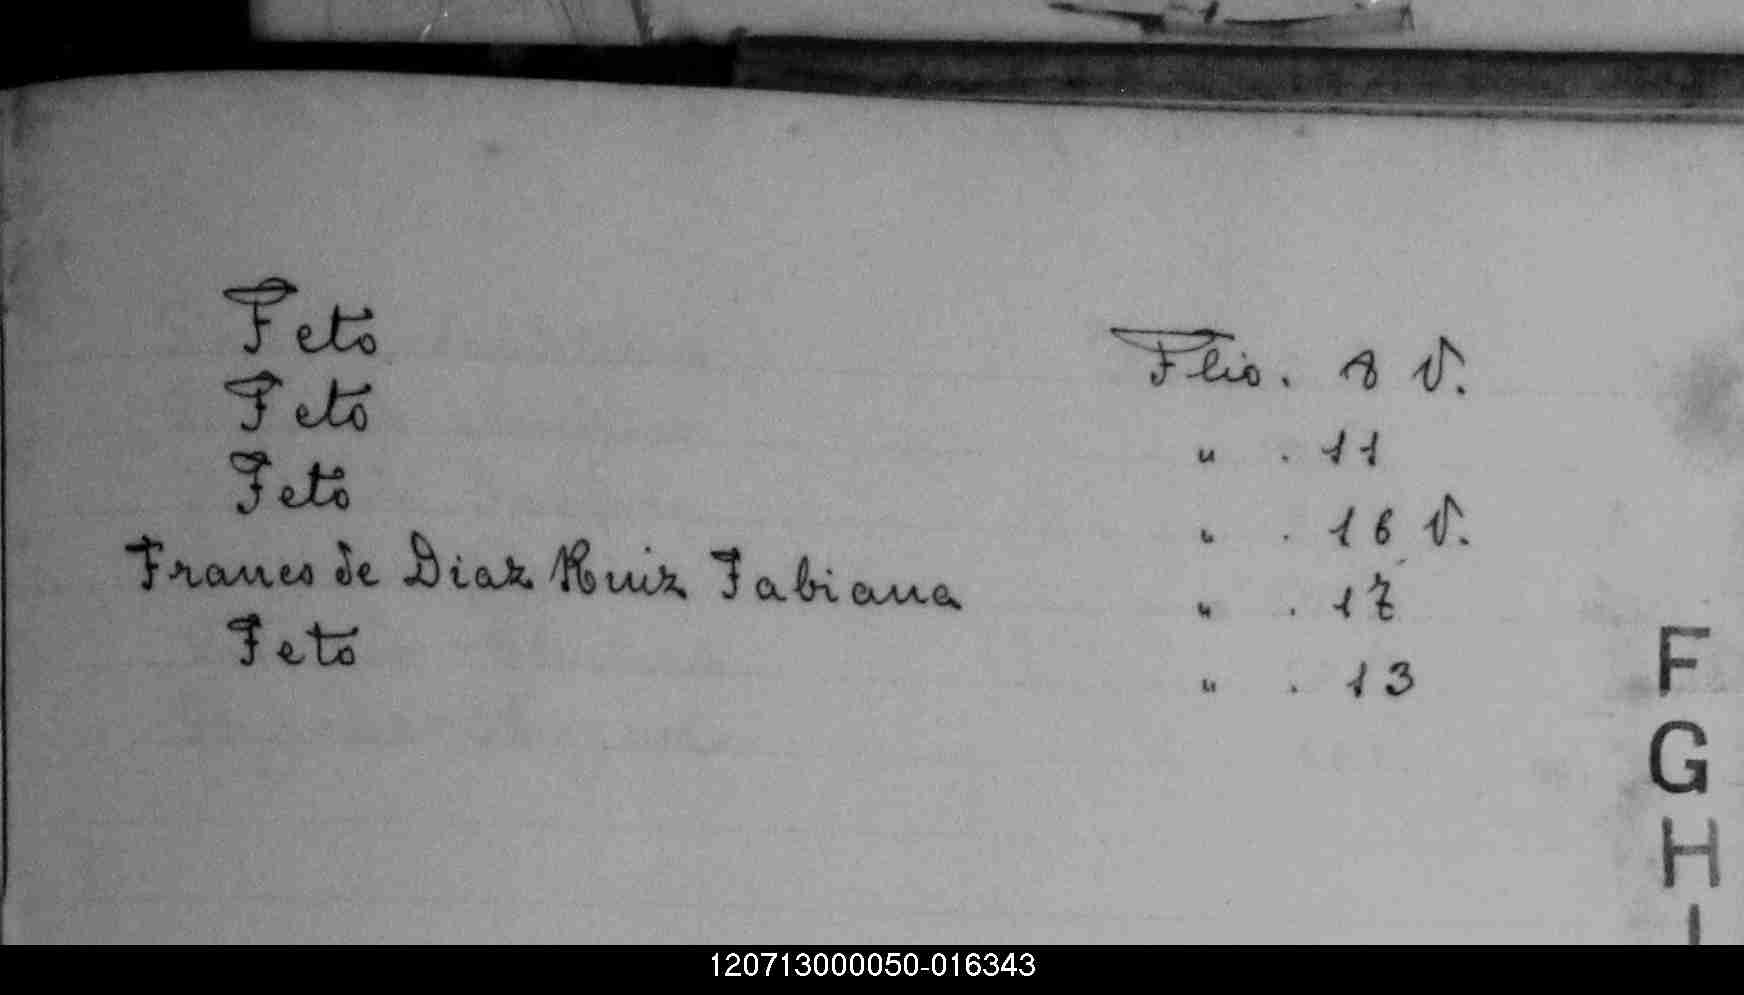 Feto Flio. 8 V.
Feto " . 11
Feto " . 16 V.
Franco de Diaz Ruiz Fabiana " . 17
Feto " . 13
F
G
H
I
120713000050-016343